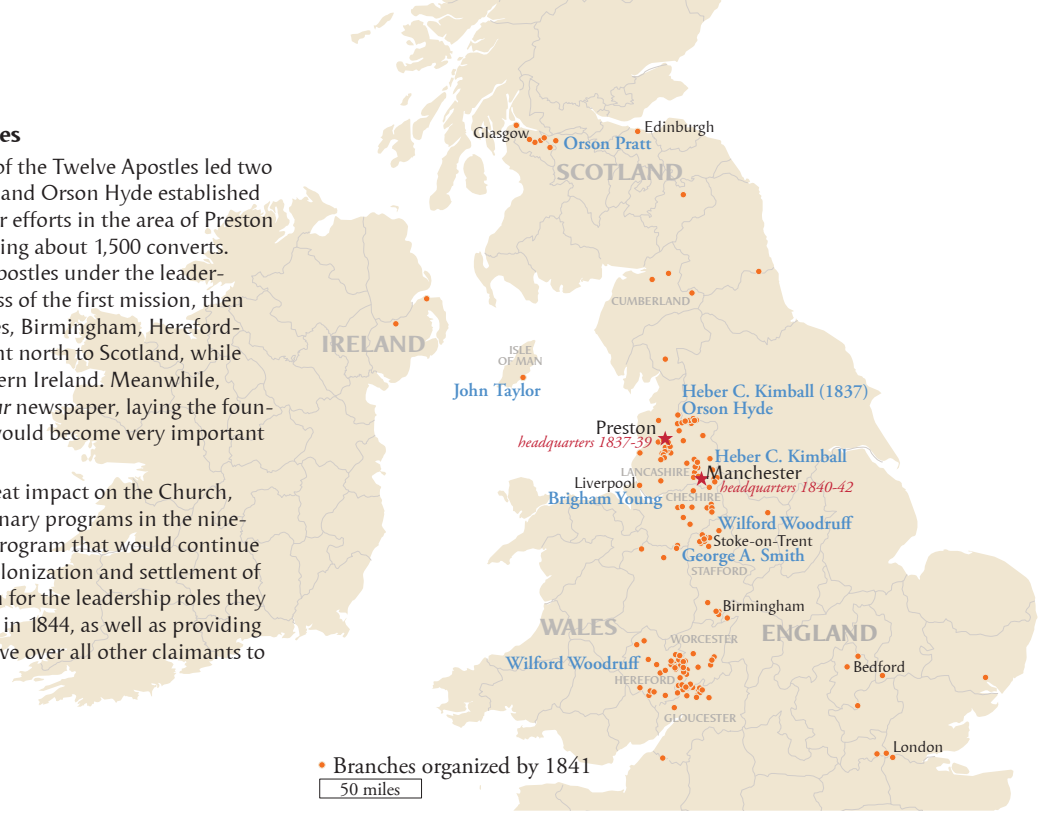 es
of the Twelve Apostles led two
and Orson Hyde established
r efforts in the area of Preston
ing about 1,500 converts.
postles under the leader-
ss of the first mission, then
es, Birmingham, Hereford-
nt north to Scotland, while
ern Ireland. Meanwhile,
ar newspaper, laying the foun-
would become very important
eat impact on the Church,
nary programs in the nine-
rogram that would continue
lonization and settlement of
n for the leadership roles they
in 1844, as well as providing
ve over all other claimants to
Glasgow
Edinburgh
Orson Pratt
SCOTLAND
CUMBERLAND
IRELAND
ISLE
OF MAN
John Taylor
Heber C. Kimball (1837)
Orson Hyde
Preston
headquarters 1837-39
Heber C. Kimball
LANCASHIRE
Manchester
Liverpool
headquarters 1840-42
Brigham Young
CHESHIRE
Wilford Woodruff
Stoke-on-Trent
George A. Smith
STAFFORD
Birmingham
WALES
WORCESTER
ENGLAND
Wilford Woodruff
Bedford
HEREFORD
GLOUCESTER
London
Branches organized by 1841
50 miles